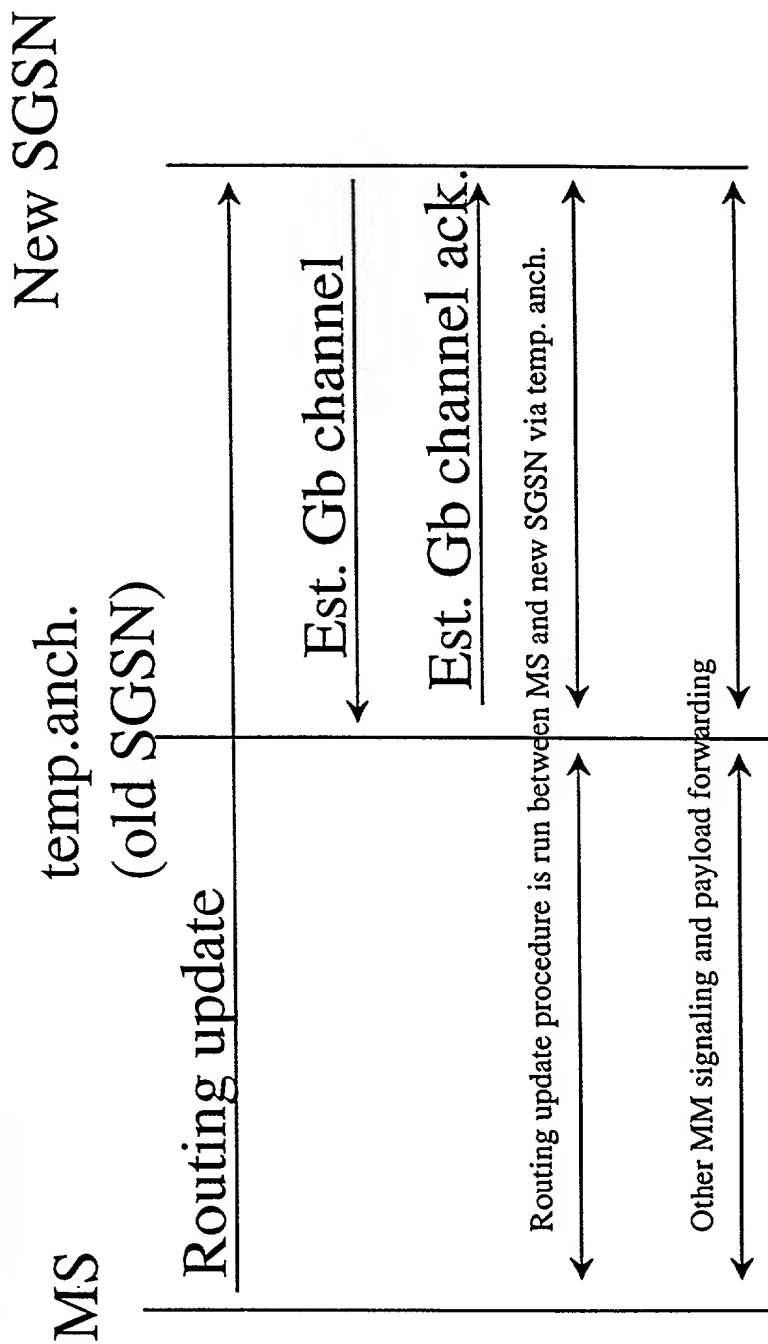 MS
temp.anch.
(old SGSN)
New SGSN
Routing update
Est. Gb channel
Est. Gb channel ack.
Routing update procedure is run between MS and new SGSN via temp. anch.
Other MM signaling and payload forwarding